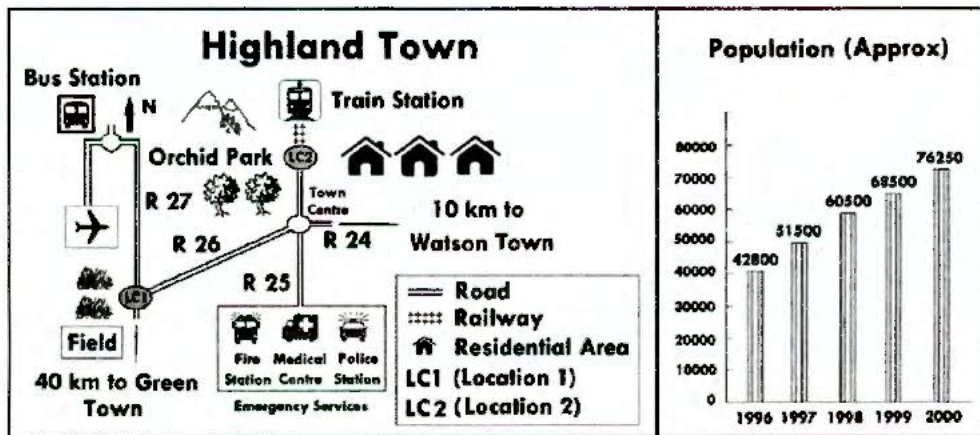 Highland Town
Bus Station
N
Train Station
Orchid Park
LC2
R 27
Town
Centre
10 km to
Watson Town
R 26
R 24
R 25
LC1
Field
40 km to Green
Town
Fire
Station
Medical
Centre
Police
Station
Emergency Services
Road
Railway
Residential Area
LC1 (Location 1)
LC2 (Location 2)
Population (Approx)
80000
70000
60000
50000
40000
30000
20000
10000
0
42800
51500
60500
68500
76250
1996 1997 1998 1999 2000